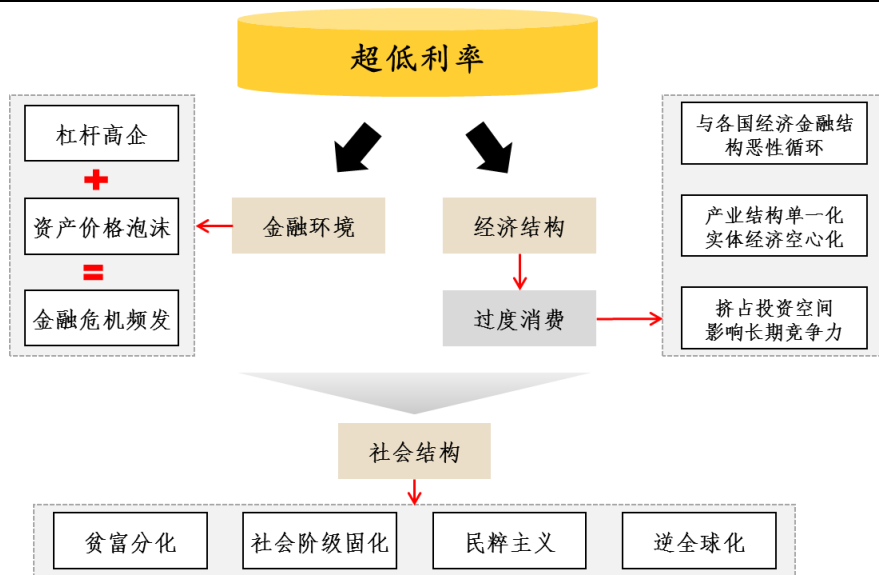 超低利率
杠杆高企
+
资产价格泡沫
=
金融危机频发
金融环境
经济结构
过度消费
与各国经济金融结
构恶性循环
产业结构单一化
实体经济空心化
挤占投资空间
影响长期竞争力
社会结构
贫富分化
社会阶级固化
民粹主义
逆全球化